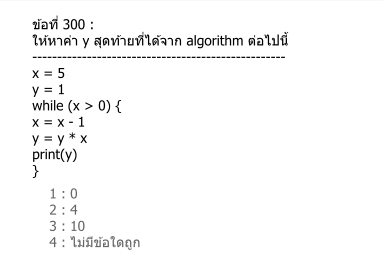 ข้อที่ 300 :
ให้หาค่า y สุดท้ายที่ได้จาก algorithm ต่อไปนี้
------------------------------------------------
x = 5
y = 1
while (x > 0) {
x = x - 1
y = y * x
print(y)
}
1 : 0
2 : 4
3 : 10
4 : ไม่มีข้อใดถูก